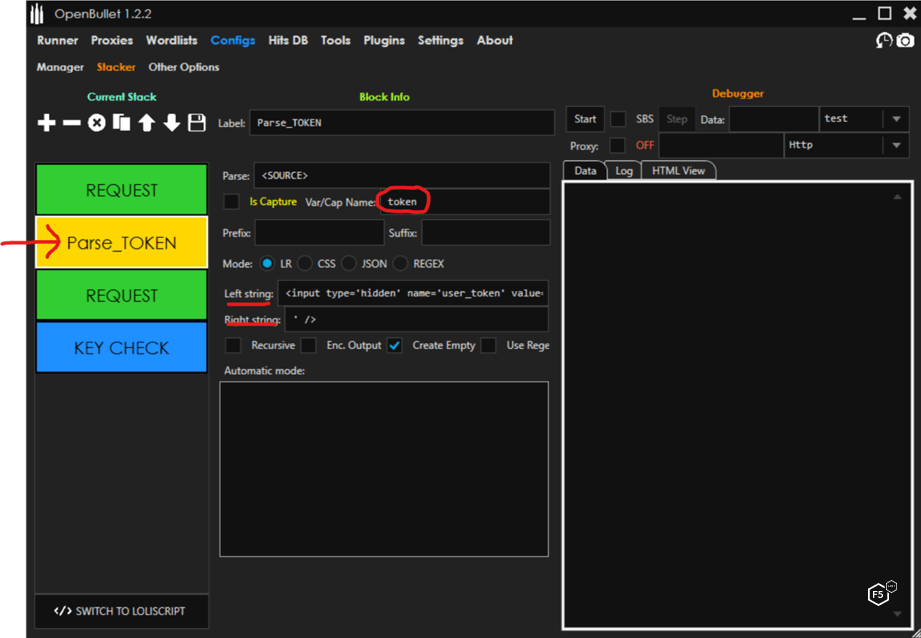 OpenBullet 1.2.2
Runner Proxies Wordlists Configs Hits DB Tools Plugins Settings About
Manager Stacker Other Options
Current Stack
Block Info
Debugger
Label: Parse_TOKEN
Start SBS Step Data: test
Proxy: OFF Http
Data Log HTML View
REQUEST
Parse_TOKEN
REQUEST
KEY CHECK
Parse: <SOURCE>
Is Capture Var/Cap Name: token
Prefix: Suffix:
Mode: LR CSS JSON REGEX
Left string: <input type='hidden' name='user_token' value=
Right string: ' />
Recursive Enc. Output Create Empty Use Rege
Automatic mode:
</> SWITCH TO LOLISCRIPT
F5